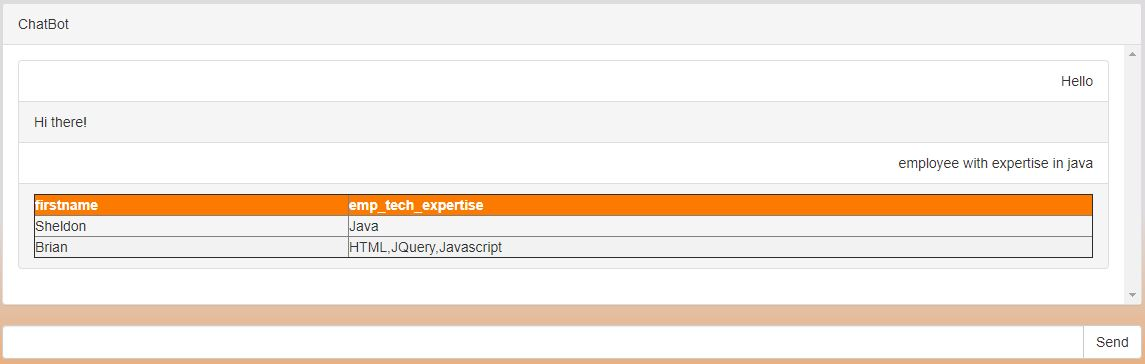 ChatBot
Hello
Hi there!
employee with expertise in java
firstname emp_tech_expertise
Sheldon Java
Brian HTML,JQuery,Javascript
Send